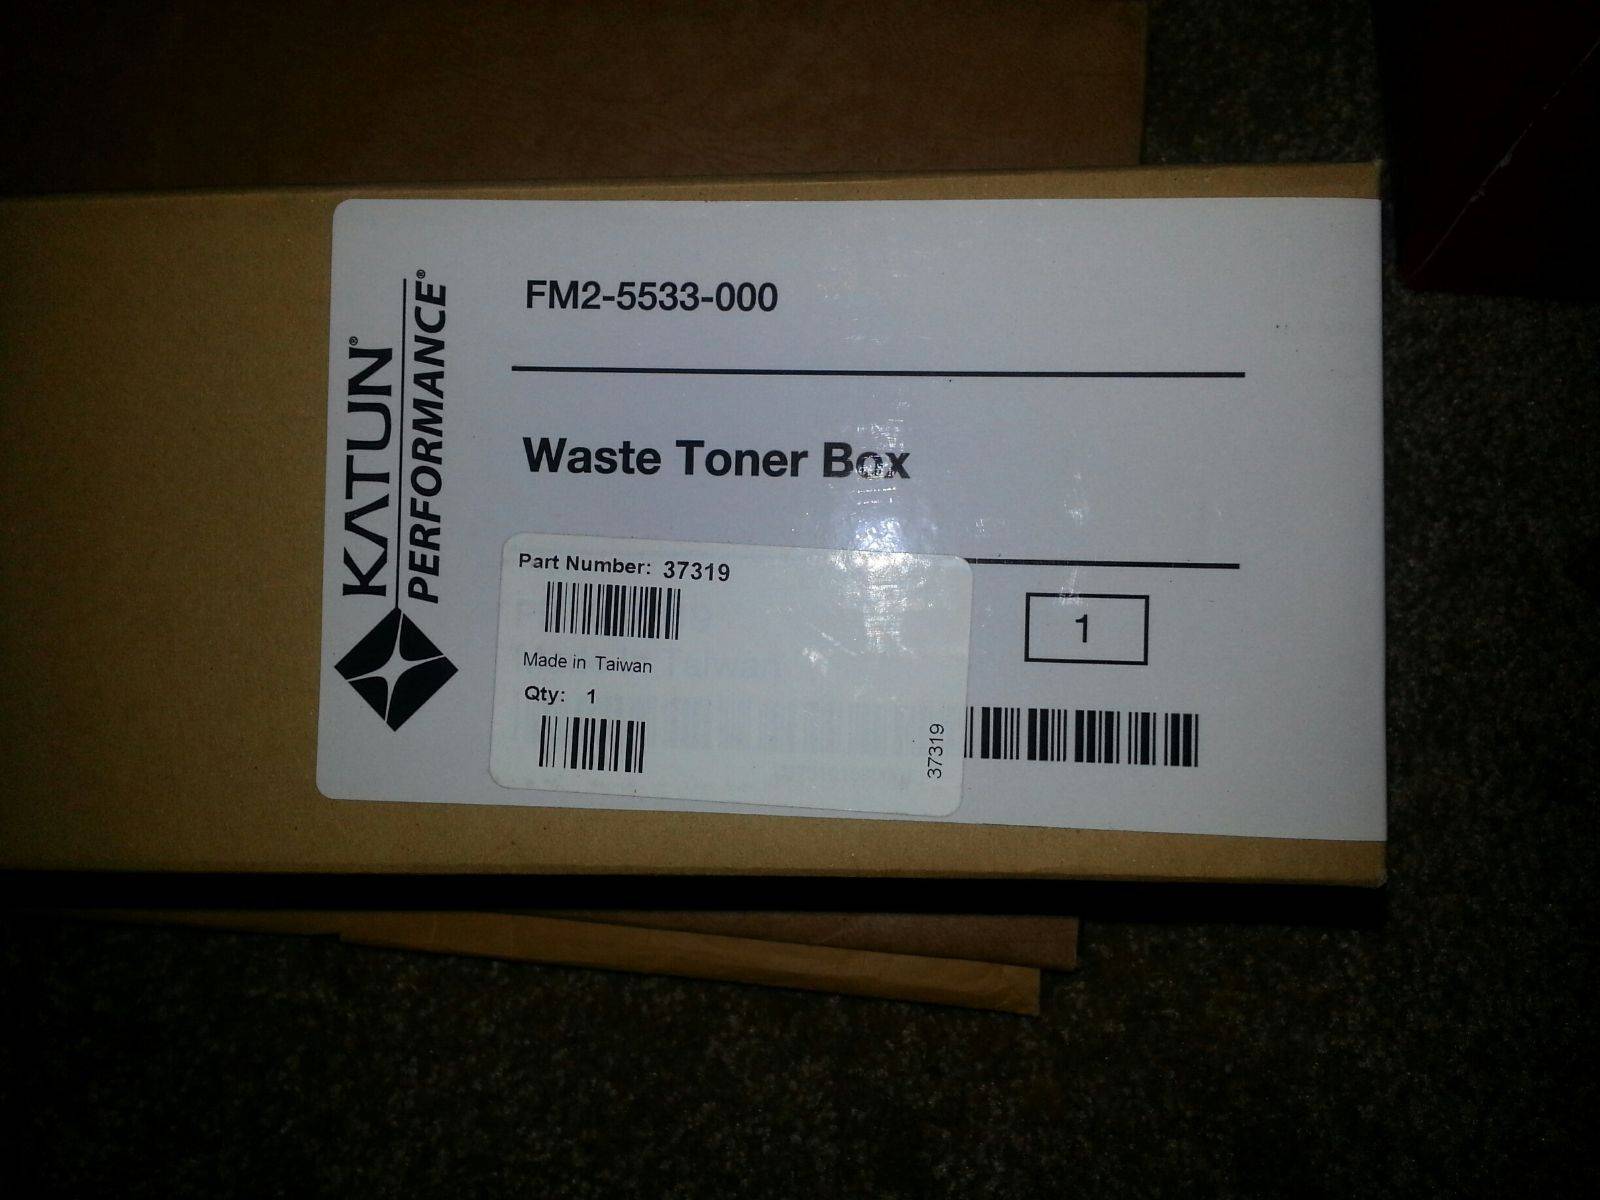 FM2-5533-000
KATUN®
PERFORMANCE®
Waste Toner Box
Part Number: 37319
Made in Taiwan
Qty: 1
37319
1